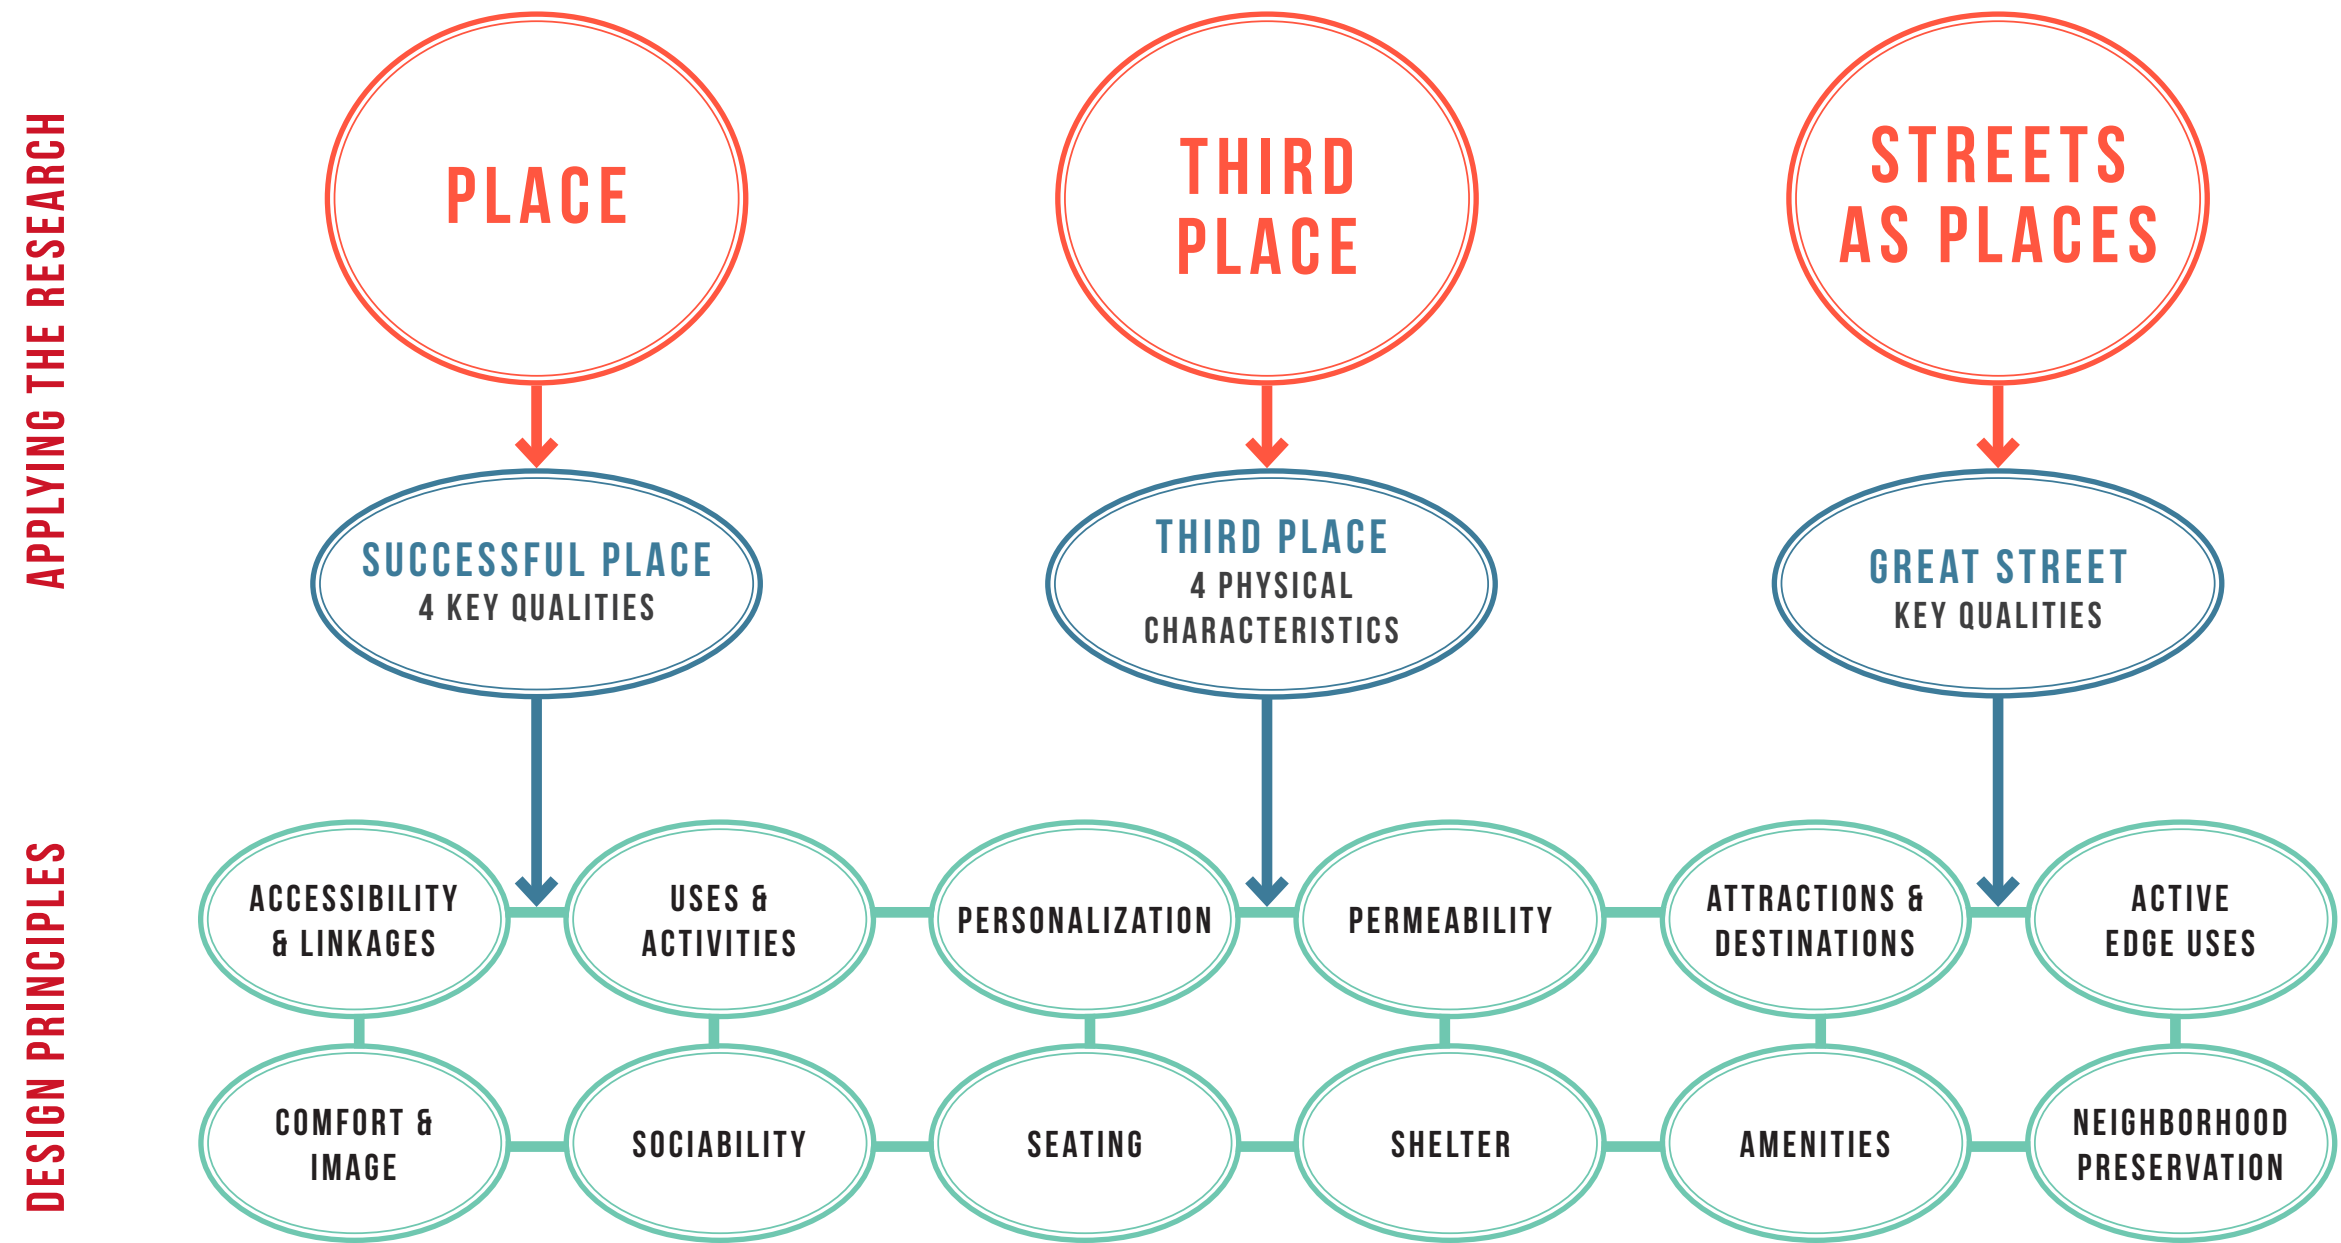 APPLYING THE RESEARCH
PLACE
THIRD
PLACE
STREETS
AS PLACES
SUCCESSFUL PLACE
4 KEY QUALITIES
THIRD PLACE
4 PHYSICAL
CHARACTERISTICS
GREAT STREET
KEY QUALITIES
DESIGN PRINCIPLES
ACCESSIBILITY
& LINKAGES
USES &
ACTIVITIES
PERSONALIZATION
PERMEABILITY
ATTRACTIONS &
DESTINATIONS
ACTIVE
EDGE USES
COMFORT &
IMAGE
SOCIABILITY
SEATING
SHELTER
AMENITIES
NEIGHBORHOOD
PRESERVATION